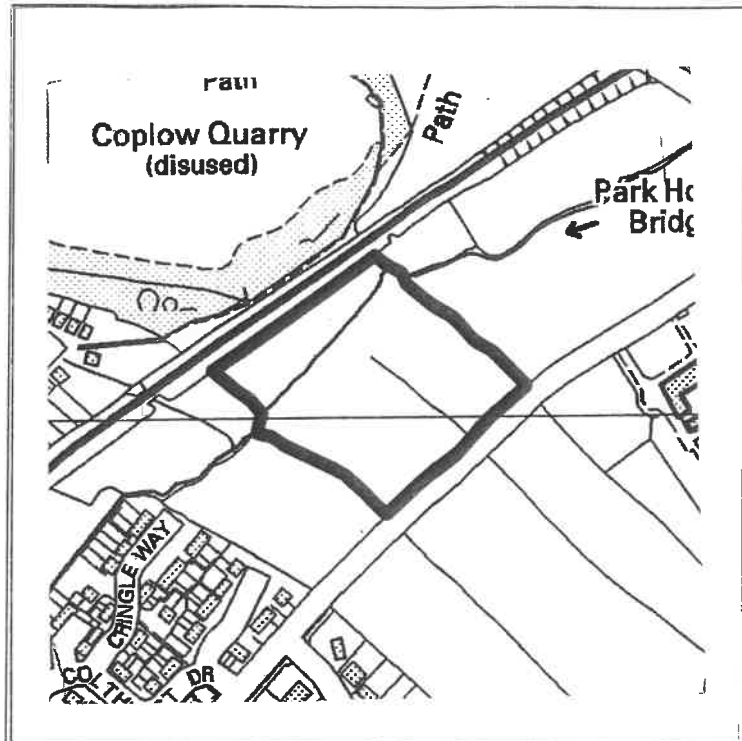 Path
Coplow Quarry
(disused)
Path
Park Ho
Bridg
CRINGLE WAY
DR